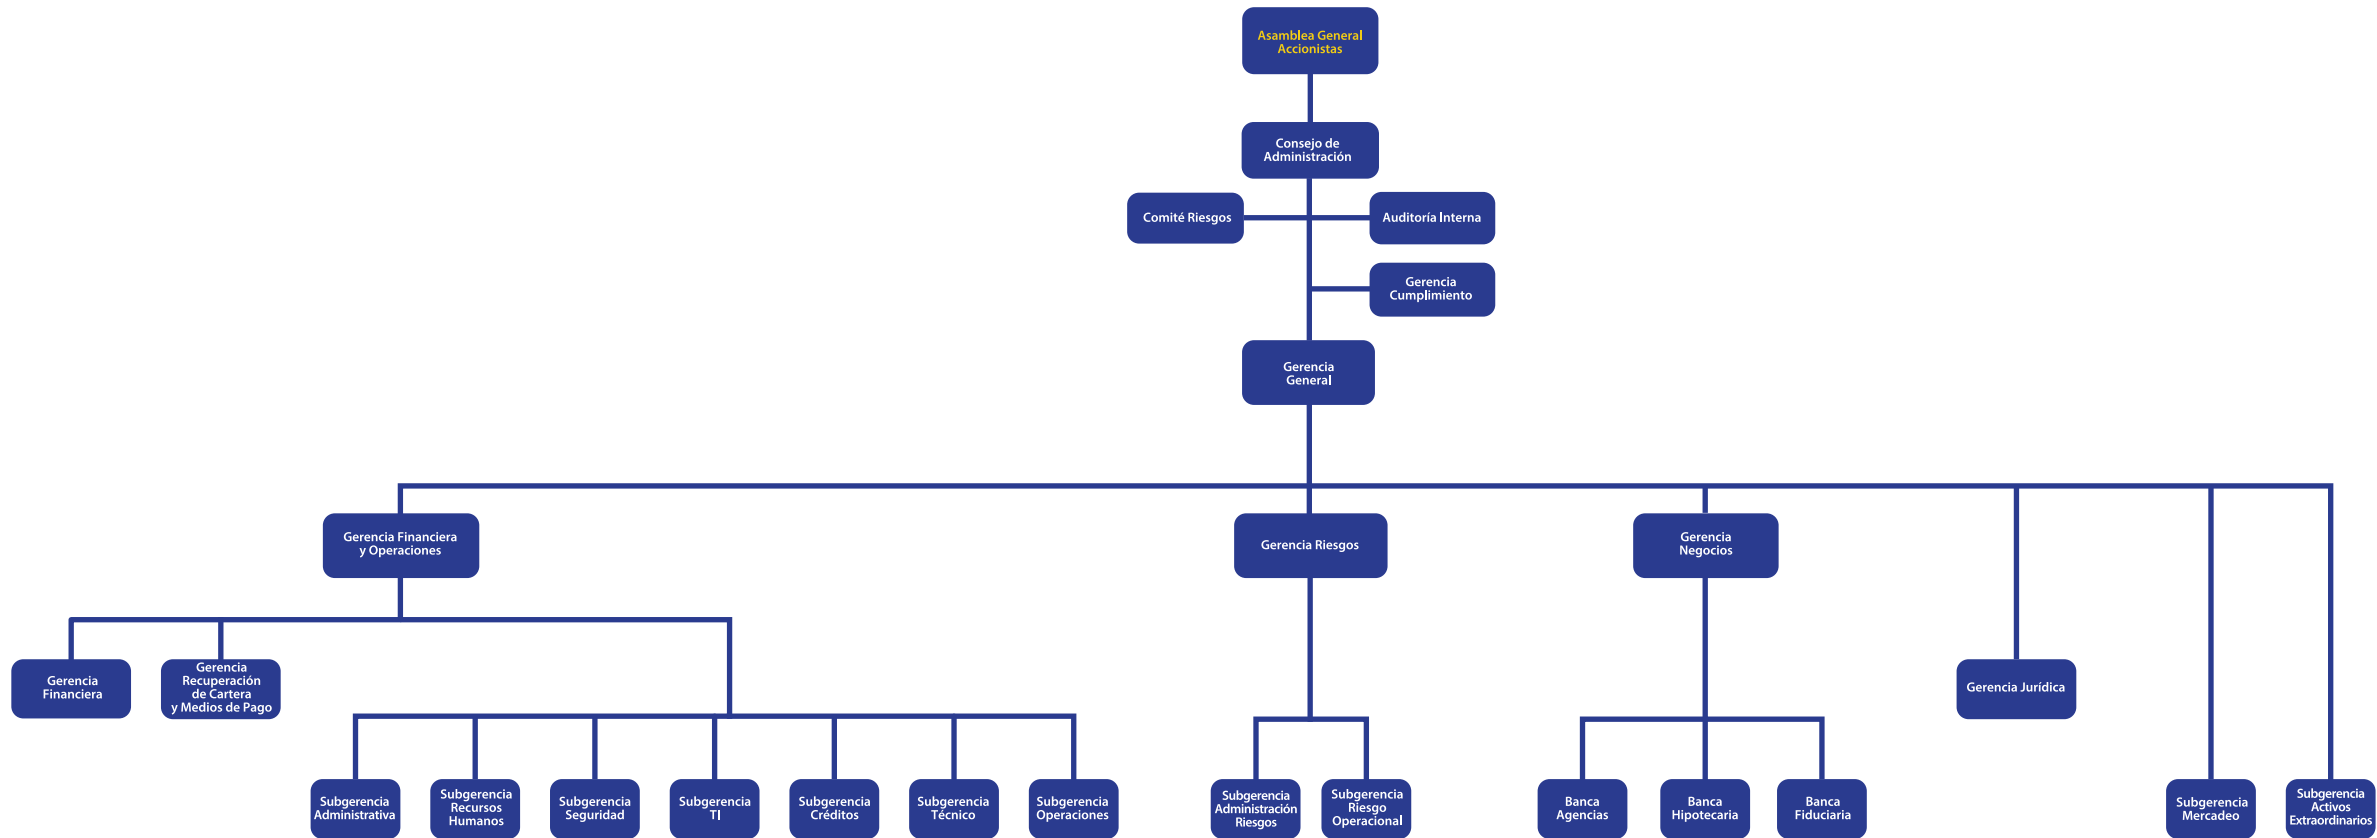 Asamblea General
Accionistas
Consejo de
Administración
Comité Riesgos
Auditoría Interna
Gerencia
Cumplimiento
Gerencia
General
Gerencia Financiera
y Operaciones
Gerencia Riesgos
Gerencia
Negocios
Gerencia
Financiera
Gerencia
Recuperación
de Cartera
y Medios de Pago
Gerencia Jurídica
Subgerencia
Administrativa
Subgerencia
Recursos
Humanos
Subgerencia
Seguridad
Subgerencia
TI
Subgerencia
Créditos
Subgerencia
Técnico
Subgerencia
Operaciones
Subgerencia
Administración
Riesgos
Subgerencia
Riesgo
Operacional
Banca
Agencias
Banca
Hipotecaria
Banca
Fiduciaria
Subgerencia
Mercadeo
Subgerencia
Activos
Extraordinarios